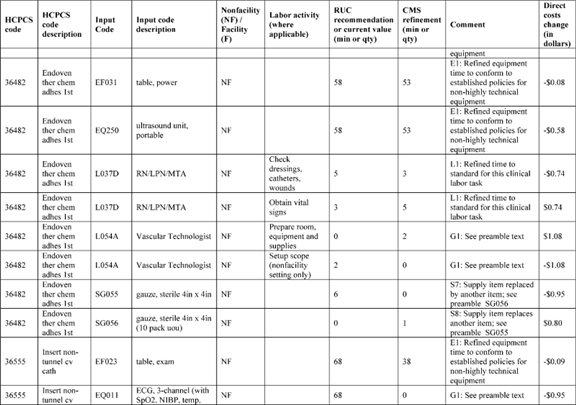 HCPCS code | HCPCS code description | Input Code | Input code description | Nonfacility (NF) / Facility (F) | Labor activity (where applicable) | RUC recommendation or current value (min or qty) | CMS refinement (min or qty) | Comment | Direct costs change (in dollars)
equipment
36482 | Endoven ther chem adhes 1st | EF031 | table, power | NF | | 58 | 53 | E1: Refined equipment time to conform to established policies for non-highly technical equipment | -$0.08
36482 | Endoven ther chem adhes 1st | EQ250 | ultrasound unit, portable | NF | | 58 | 53 | E1: Refined equipment time to conform to established policies for non-highly technical equipment | -$0.58
36482 | Endoven ther chem adhes 1st | L037D | RN/LPN/MTA | NF | Check dressings, catheters, wounds | 5 | 3 | L1: Refined time to standard for this clinical labor task | -$0.74
36482 | Endoven ther chem adhes 1st | L037D | RN/LPN/MTA | NF | Obtain vital signs | 3 | 5 | L1: Refined time to standard for this clinical labor task | $0.74
36482 | Endoven ther chem adhes 1st | L054A | Vascular Technologist | NF | Prepare room, equipment and supplies | 0 | 2 | G1: See preamble text | $1.08
36482 | Endoven ther chem adhes 1st | L054A | Vascular Technologist | NF | Setup scope (nonfacility setting only) | 2 | 0 | G1: See preamble text | -$1.08
36482 | Endoven ther chem adhes 1st | SG055 | gauze, sterile 4in x 4in | NF | | 6 | 0 | S7: Supply item replaced by another item; see preamble SG056 | -$0.95
36482 | Endoven ther chem adhes 1st | SG056 | gauze, sterile 4in x 4in (10 pack uou) | NF | | 0 | 1 | S8: Supply item replaces another item; see preamble SG055 | $0.80
36555 | Insert non-tunnel cv cath | EF023 | table, exam | NF | | 68 | 38 | E1: Refined equipment time to conform to established policies for non-highly technical equipment | -$0.09
36555 | Insert non-tunnel cv | EQ011 | ECG, 3-channel (with SpO2, NIBP, temp, | NF | | 68 | 0 | G1: See preamble text | -$0.95